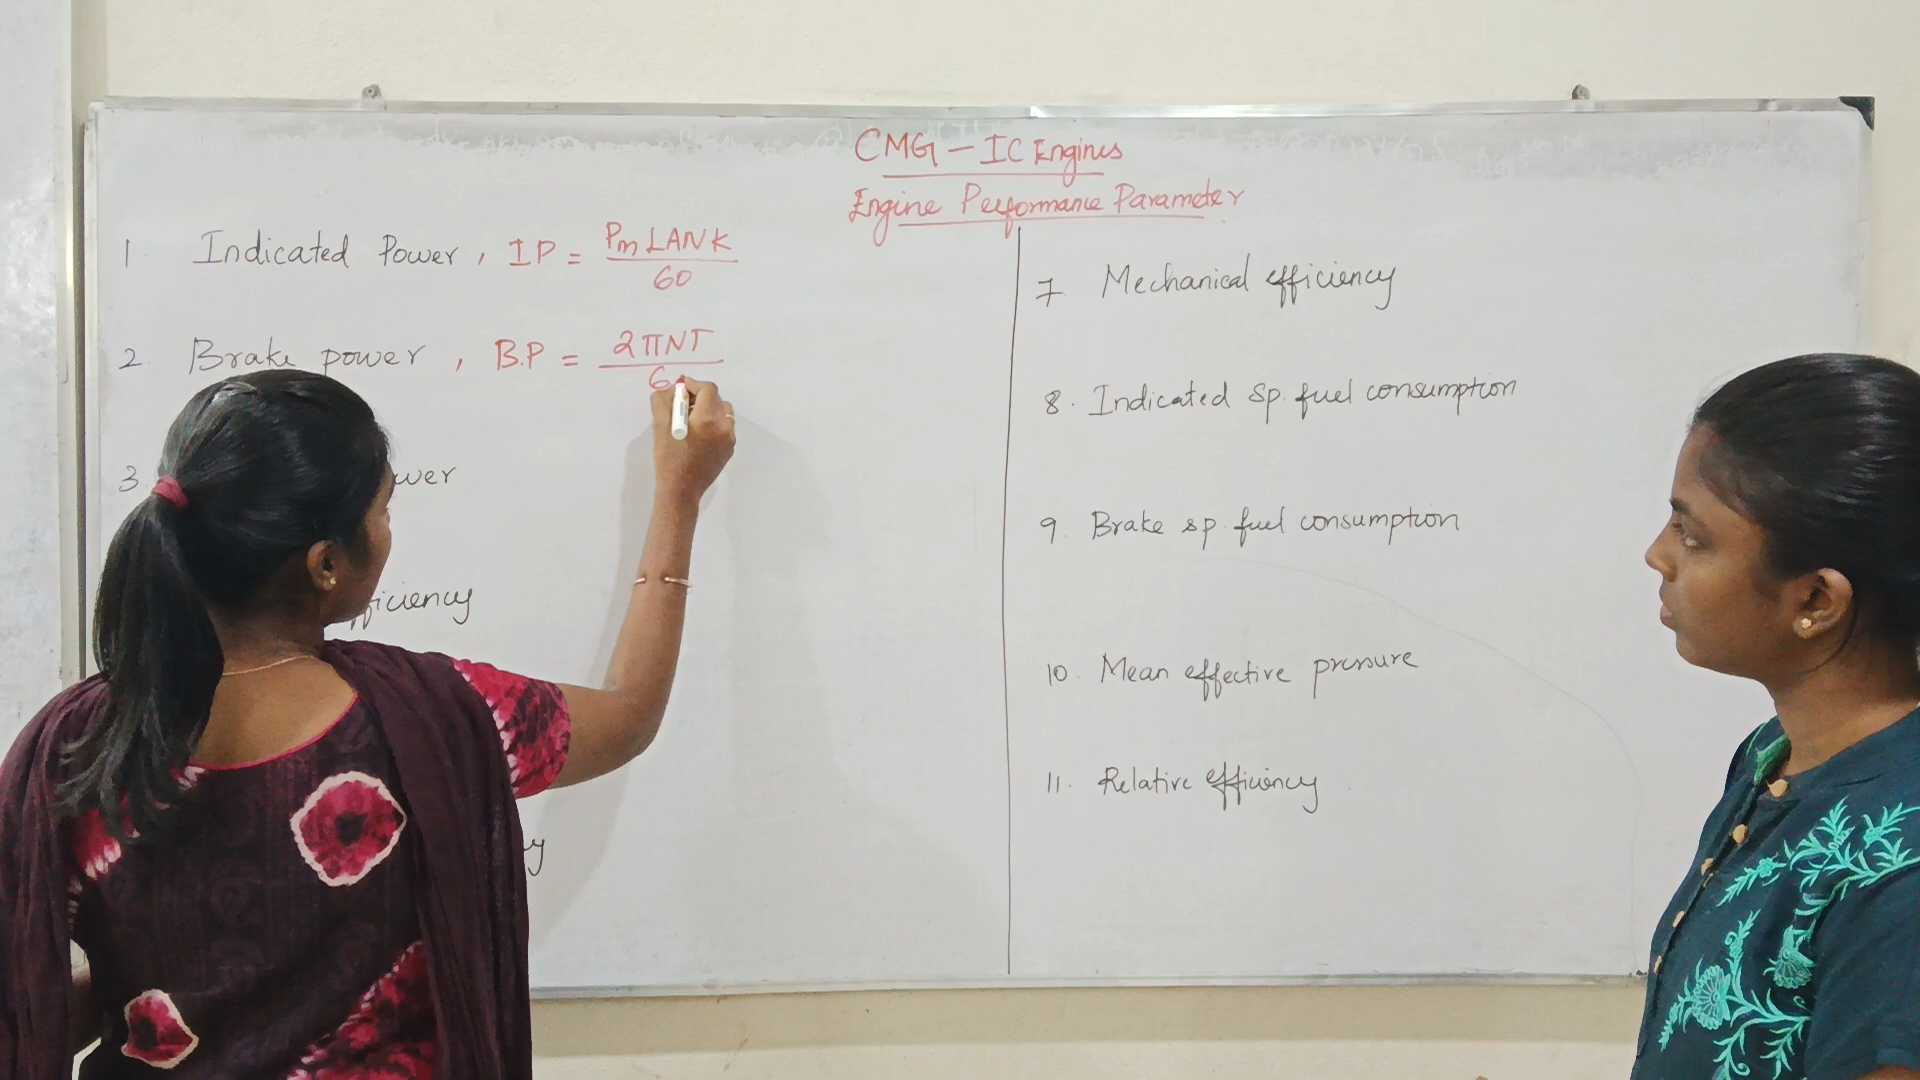 CMG - IC Engines
Engine Performance Parameter
1 Indicated Power, IP = PmLANK / 60
2. Brake power, B.P = 2πNT / 6
3
7 Mechanical efficiency
8. Indicated sp. fuel consumption
9. Brake sp. fuel consumption
10. Mean effective pressure
11. Relative efficiency